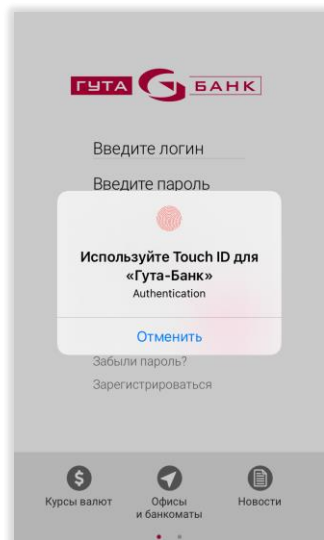 ГУТА БАНК
Введите логин
Введите пароль
Используйте Touch ID для
«Гута-Банк»
Authentication
Отменить
Забыли пароль?
Зарегистрироваться
Курсы валют
Офисы
и банкоматы
Новости